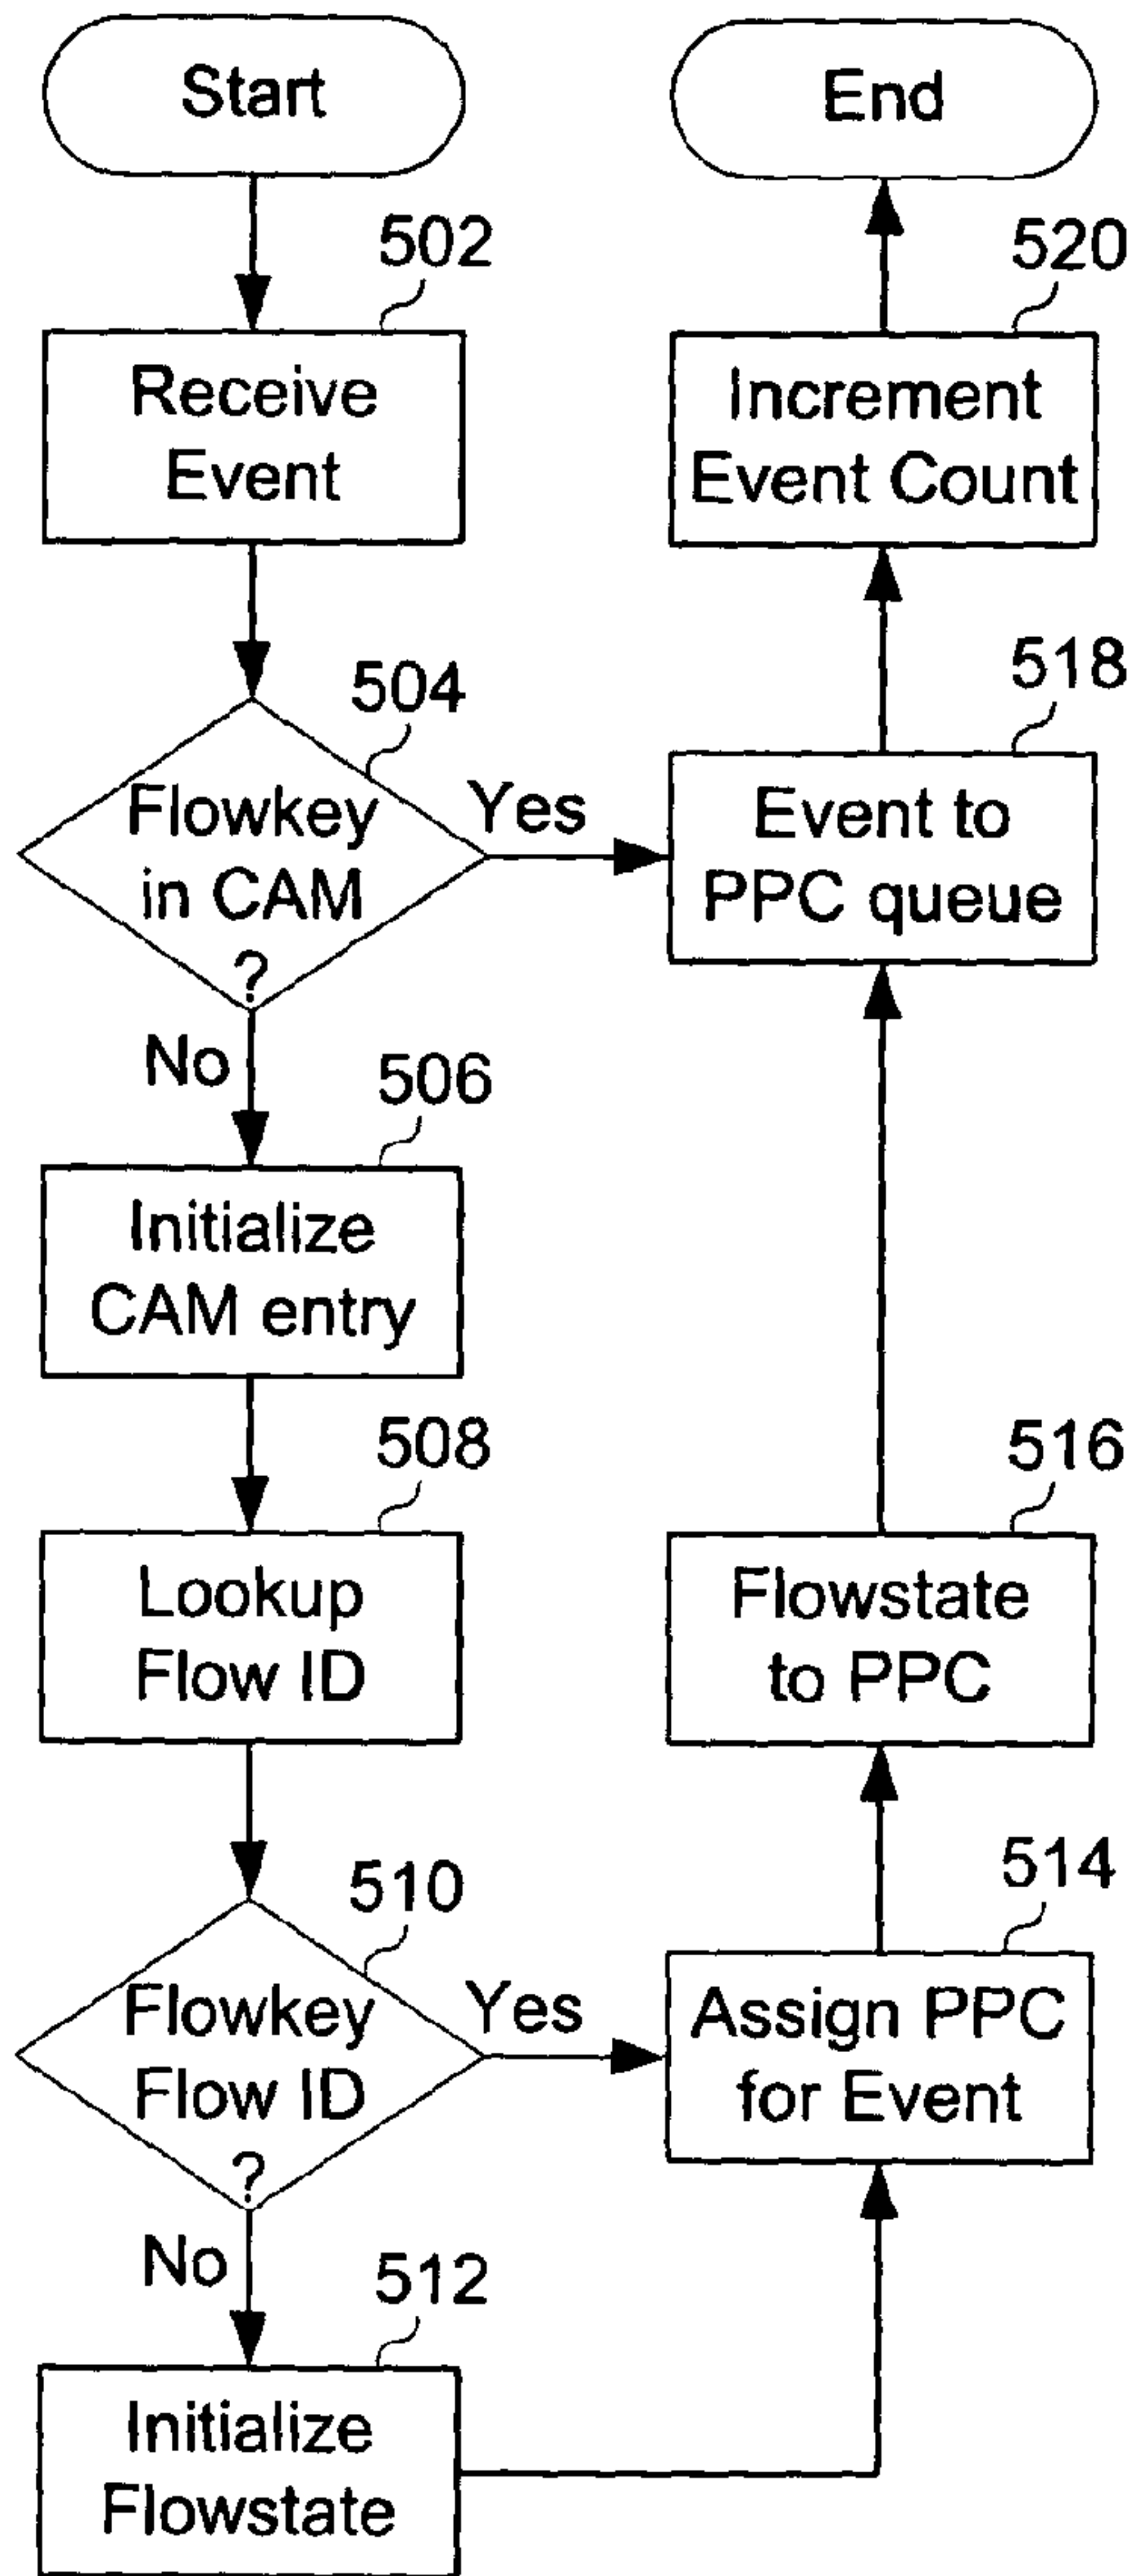 Start
502
Receive
Event
504
Flowkey
in CAM
?
Yes
No
506
Initialize
CAM entry
508
Lookup
Flow ID
510
Flowkey
Flow ID
?
Yes
No
512
Initialize
Flowstate
514
Assign PPC
for Event
516
Flowstate
to PPC
518
Event to
PPC queue
520
Increment
Event Count
End